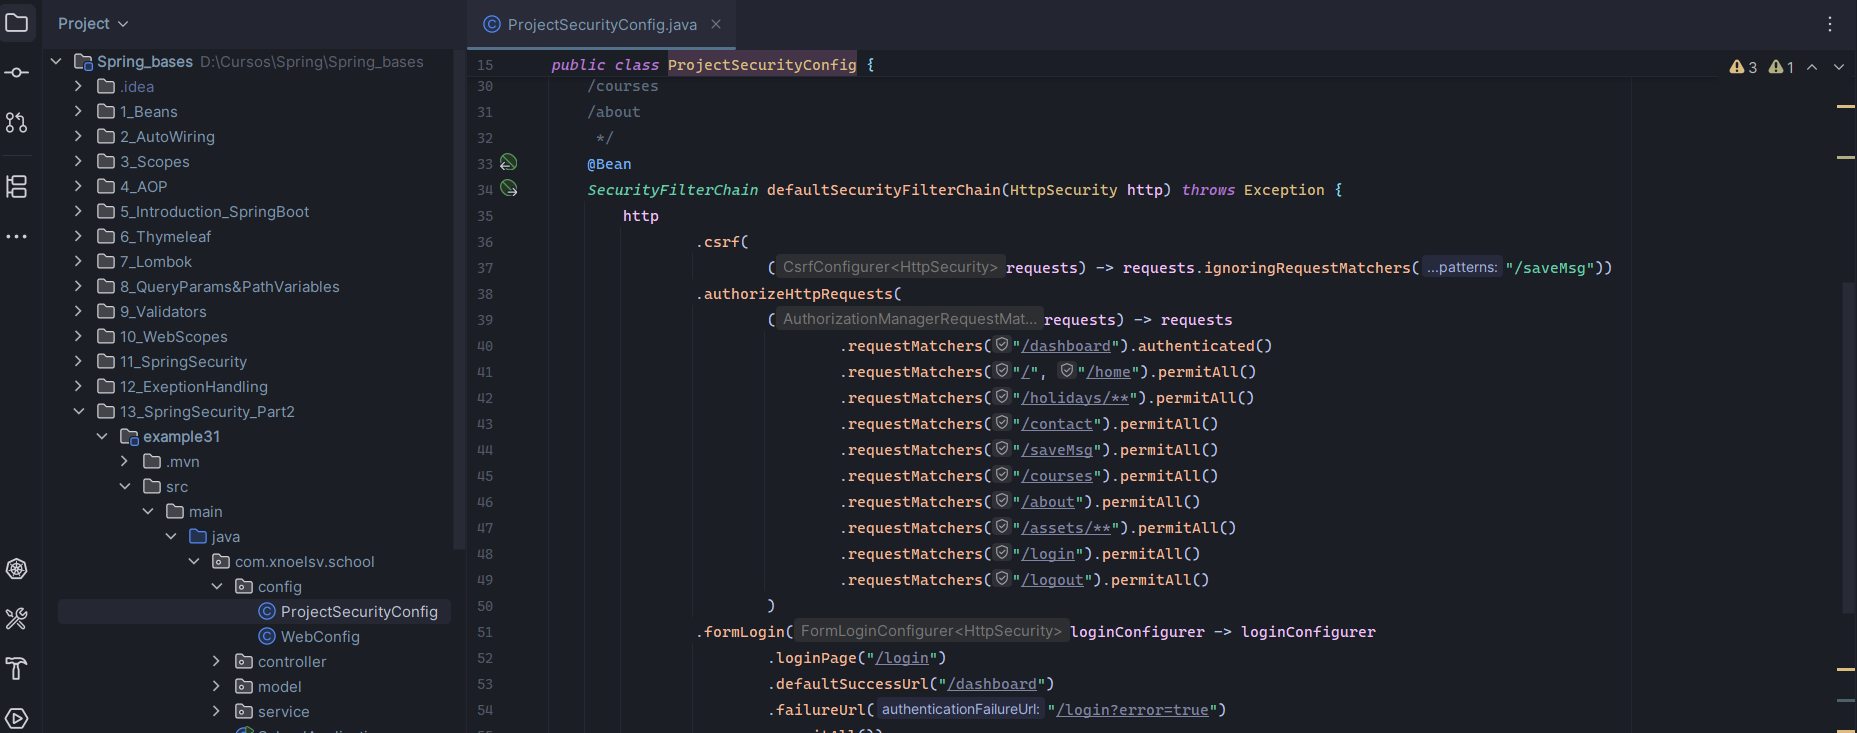 Project
Spring_bases D:\Cursos\Spring\Spring_bases
.idea
1_Beans
2_AutoWiring
3_Scopes
4_AOP
5_Introduction_SpringBoot
6_Thymeleaf
7_Lombok
8_QueryParams&PathVariables
9_Validators
10_WebScopes
11_SpringSecurity
12_ExeptionHandling
13_SpringSecurity_Part2
example31
.mvn
src
main
java
com.xnoelsv.school
config
ProjectSecurityConfig
WebConfig
controller
model
service
ProjectSecurityConfig.java
3 1
15 public class ProjectSecurityConfig {
30 /courses
31 /about
32 */
33 @Bean
34 SecurityFilterChain defaultSecurityFilterChain(HttpSecurity http) throws Exception {
35 http
36 .csrf(
37 ( CsrfConfigurer<HttpSecurity> requests) -> requests.ignoringRequestMatchers( ...patterns: "/saveMsg"))
38 .authorizeHttpRequests(
39 ( AuthorizationManagerRequestMat... requests) -> requests
40 .requestMatchers("/dashboard").authenticated()
41 .requestMatchers("/", "/home").permitAll()
42 .requestMatchers("/holidays/**").permitAll()
43 .requestMatchers("/contact").permitAll()
44 .requestMatchers("/saveMsg").permitAll()
45 .requestMatchers("/courses").permitAll()
46 .requestMatchers("/about").permitAll()
47 .requestMatchers("/assets/**").permitAll()
48 .requestMatchers("/login").permitAll()
49 .requestMatchers("/logout").permitAll()
50 )
51 .formLogin( FormLoginConfigurer<HttpSecurity> loginConfigurer -> loginConfigurer
52 .loginPage("/login")
53 .defaultSuccessUrl("/dashboard")
54 .failureUrl( authenticationFailureUrl: "/login?error=true")